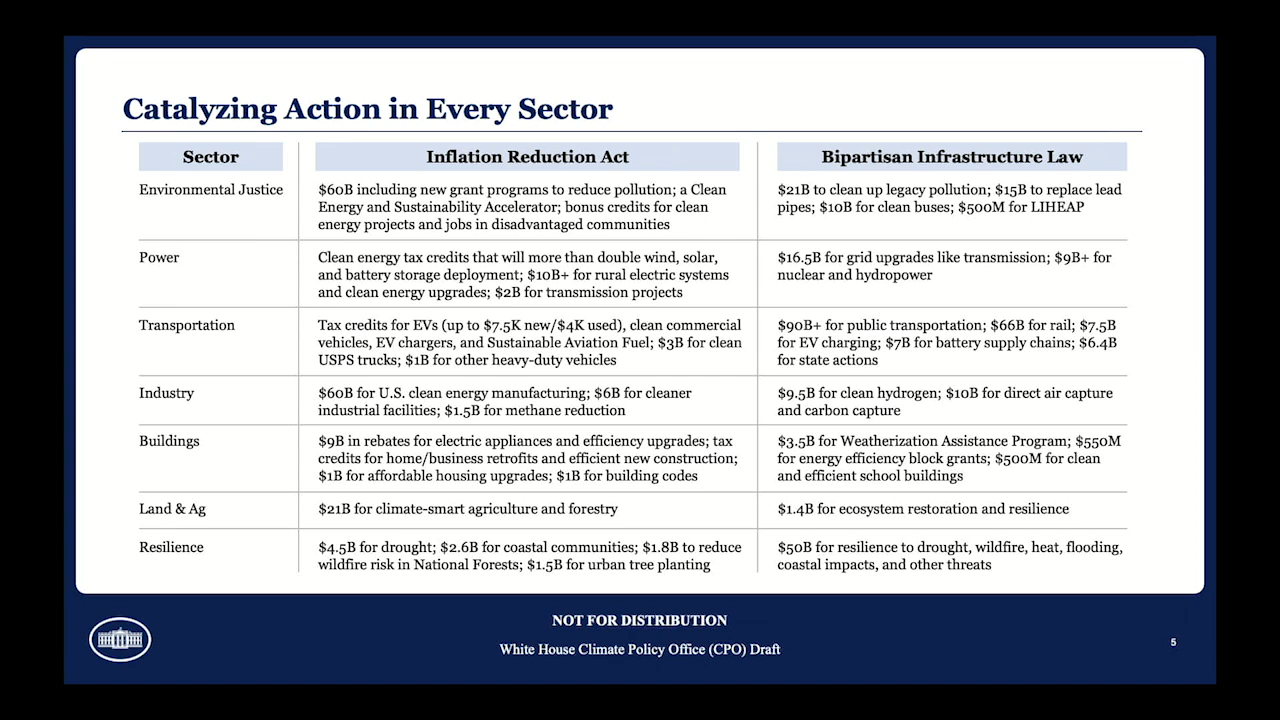 Catalyzing Action in Every Sector
Sector
Inflation Reduction Act
Bipartisan Infrastructure Law
Environmental Justice
$60B including new grant programs to reduce pollution; a Clean
Energy and Sustainability Accelerator; bonus credits for clean
energy projects and jobs in disadvantaged communities
$21B to clean up legacy pollution; $15B to replace lead
pipes; $10B for clean buses; $500M for LIHEAP
Power
Clean energy tax credits that will more than double wind, solar,
and battery storage deployment; $10B+ for rural electric systems
and clean energy upgrades; $2B for transmission projects
$16.5B for grid upgrades like transmission; $9B+ for
nuclear and hydropower
Transportation
Tax credits for EVs (up to $7.5K new/$4K used), clean commercial
vehicles, EV chargers, and Sustainable Aviation Fuel; $3B for clean
USPS trucks; $1B for other heavy-duty vehicles
$90B+ for public transportation; $66B for rail; $7.5B
for EV charging; $7B for battery supply chains; $6.4B
for state actions
Industry
$60B for U.S. clean energy manufacturing; $6B for cleaner
industrial facilities; $1.5B for methane reduction
$9.5B for clean hydrogen; $10B for direct air capture
and carbon capture
Buildings
$9B in rebates for electric appliances and efficiency upgrades; tax
credits for home/business retrofits and efficient new construction;
$1B for affordable housing upgrades; $1B for building codes
$3.5B for Weatherization Assistance Program; $550M
for energy efficiency block grants; $500M for clean
and efficient school buildings
Land & Ag
$21B for climate-smart agriculture and forestry
$1.4B for ecosystem restoration and resilience
Resilience
$4.5B for drought; $2.6B for coastal communities; $1.8B to reduce
wildfire risk in National Forests; $1.5B for urban tree planting
$50B for resilience to drought, wildfire, heat, flooding,
coastal impacts, and other threats
NOT FOR DISTRIBUTION
White House Climate Policy Office (CPO) Draft
5